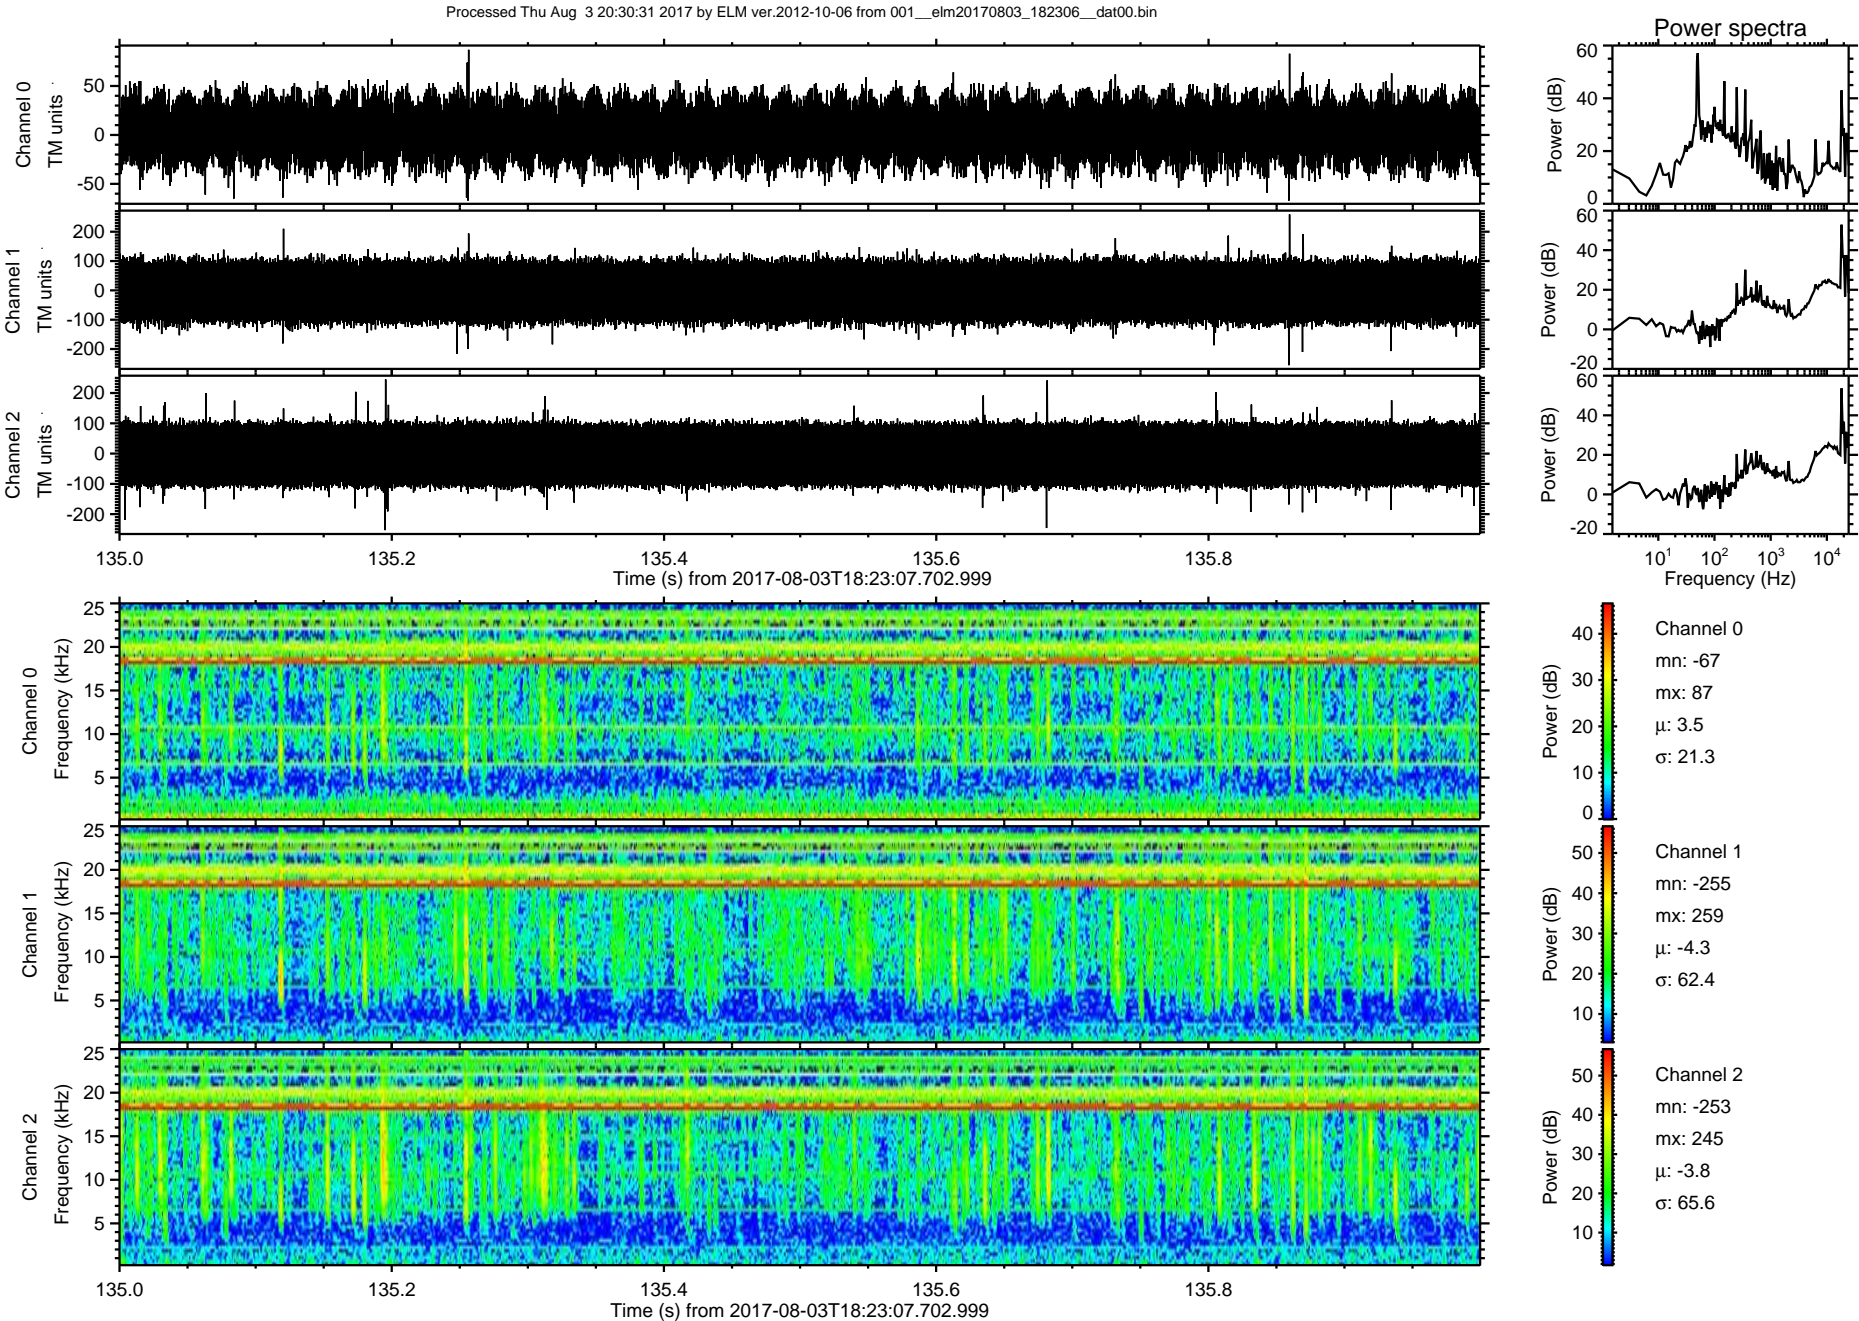 Processed Thu Aug  3 20:30:31 2017 by ELM ver.2012-10-06 from 001__elm20170803_182306__dat00.bin
Power spectra
Channel 0
TM units
50
0
-50
Power (dB)
60
40
20
0
Channel 1
TM units
200
100
0
-100
-200
Power (dB)
60
40
20
0
-20
Channel 2
TM units
200
100
0
-100
-200
Power (dB)
60
40
20
0
-20
135.0 135.2 135.4 135.6 135.8
Time (s) from 2017-08-03T18:23:07.702.999
10^1 10^2 10^3 10^4
Frequency (Hz)
Channel 0
Frequency (kHz)
25
20
15
10
5
Power (dB)
40
30
20
10
0
Channel 0
mn: -67
mx: 87
μ: 3.5
σ: 21.3
Channel 1
Frequency (kHz)
25
20
15
10
5
Power (dB)
50
40
30
20
10
Channel 1
mn: -255
mx: 259
μ: -4.3
σ: 62.4
Channel 2
Frequency (kHz)
25
20
15
10
5
Power (dB)
50
40
30
20
10
Channel 2
mn: -253
mx: 245
μ: -3.8
σ: 65.6
135.0 135.2 135.4 135.6 135.8
Time (s) from 2017-08-03T18:23:07.702.999